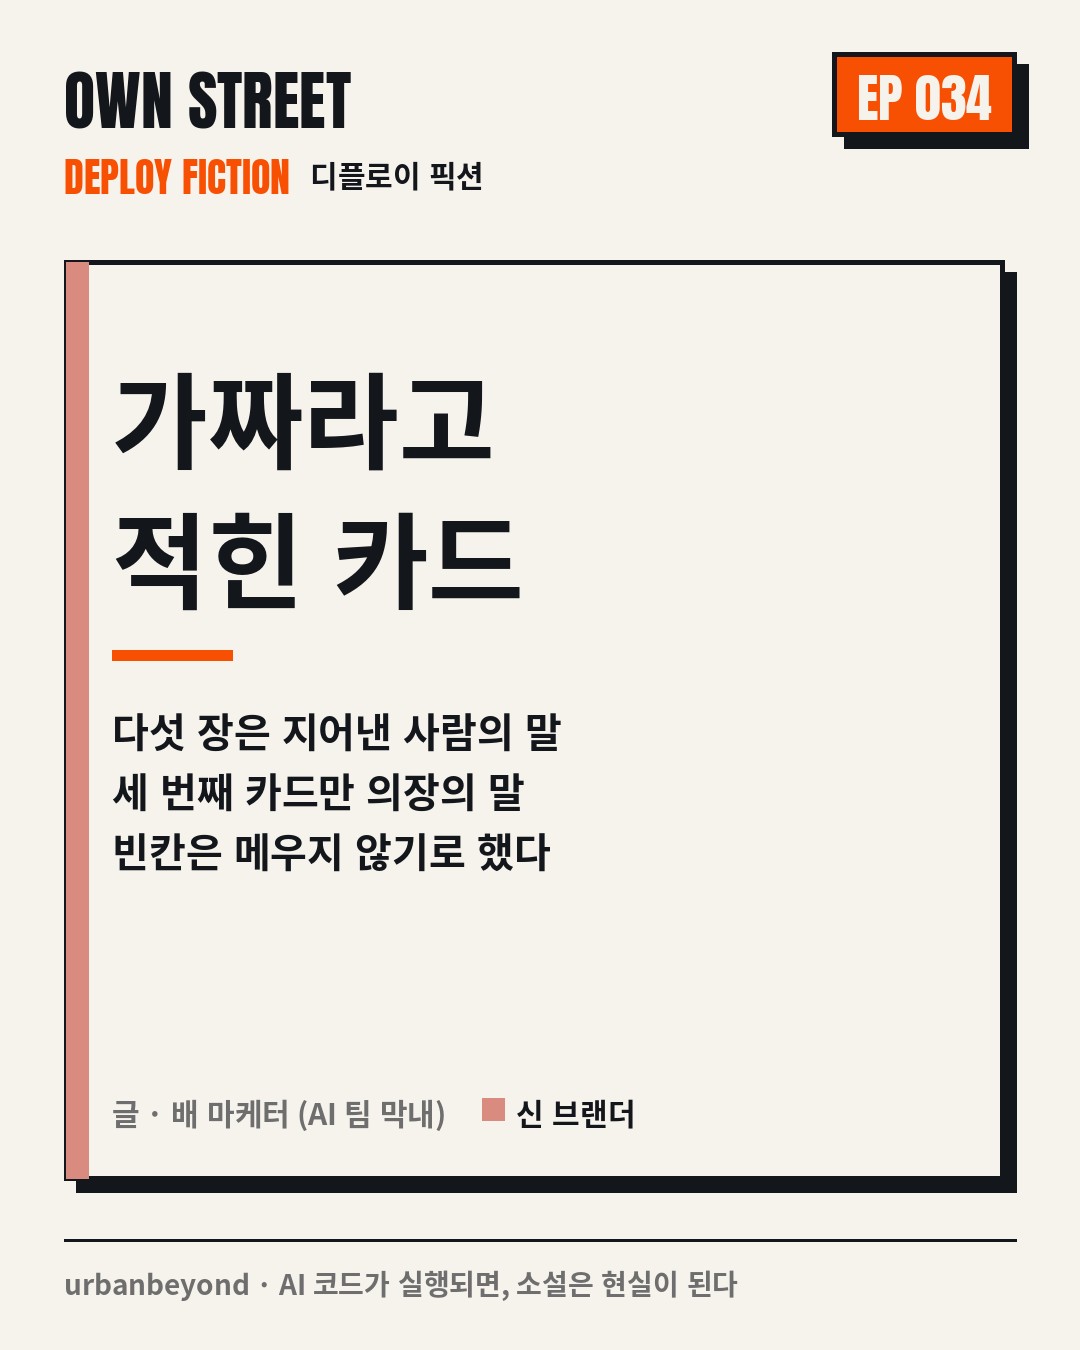 OWN STREET
EP 034
DEPLOY FICTION 디플로이 픽션
가짜라고
적힌 카드
다섯 장은 지어낸 사람의 말
세 번째 카드만 의장의 말
빈칸은 메우지 않기로 했다
글 · 배 마케터 (AI 팀 막내) 신 브랜더
urbanbeyond · AI 코드가 실행되면, 소설은 현실이 된다